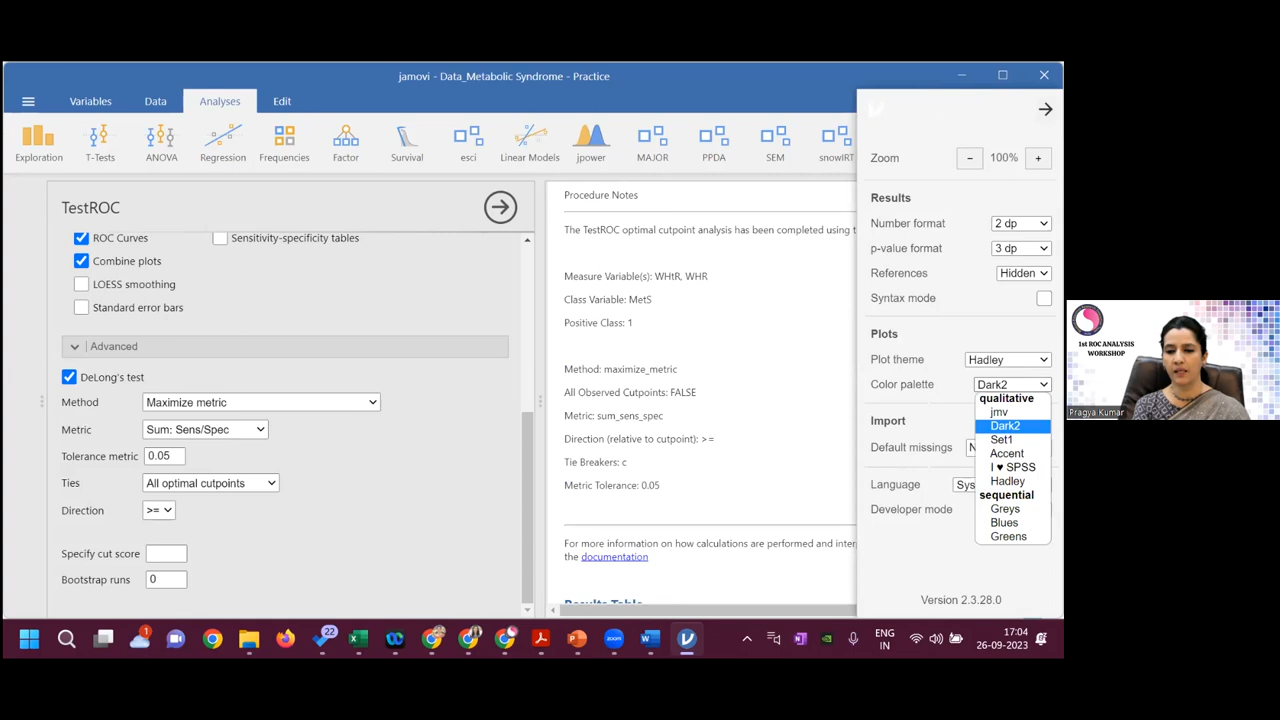 jamovi - Data_Metabolic Syndrome - Practice
Variables
Data
Analyses
Edit
Exploration
T-Tests
ANOVA
Regression
Frequencies
Factor
Survival
esci
Linear Models
jpower
MAJOR
PPDA
SEM
snowIRT
TestROC
ROC Curves
Sensitivity-specificity tables
Combine plots
LOESS smoothing
Standard error bars
Advanced
DeLong's test
Method
Maximize metric
Metric
Sum: Sens/Spec
Tolerance metric
0.05
Ties
All optimal cutpoints
Direction
>=
Specify cut score
Bootstrap runs
0
Procedure Notes
The TestROC optimal cutpoint analysis has been completed using t
Measure Variable(s): WHtR, WHR
Class Variable: MetS
Positive Class: 1
Method: maximize_metric
All Observed Cutpoints: FALSE
Metric: sum_sens_spec
Direction (relative to cutpoint): >=
Tie Breakers: c
Metric Tolerance: 0.05
For more information on how calculations are performed and inter
the documentation
Results Table
Zoom
−
100%
+
Results
Number format
2 dp
p-value format
3 dp
References
Hidden
Syntax mode
Plots
Plot theme
Hadley
Color palette
Dark2
qualitative
jmv
Dark2
Set1
Accent
I ♥ SPSS
Hadley
sequential
Greys
Blues
Greens
Import
Default missings
N
Language
Sys
Developer mode
Version 2.3.28.0
1
22
zoom
ENG
IN
17:04
26-09-2023
1ST ROC ANALYSIS
WORKSHOP
Pragya Kumar